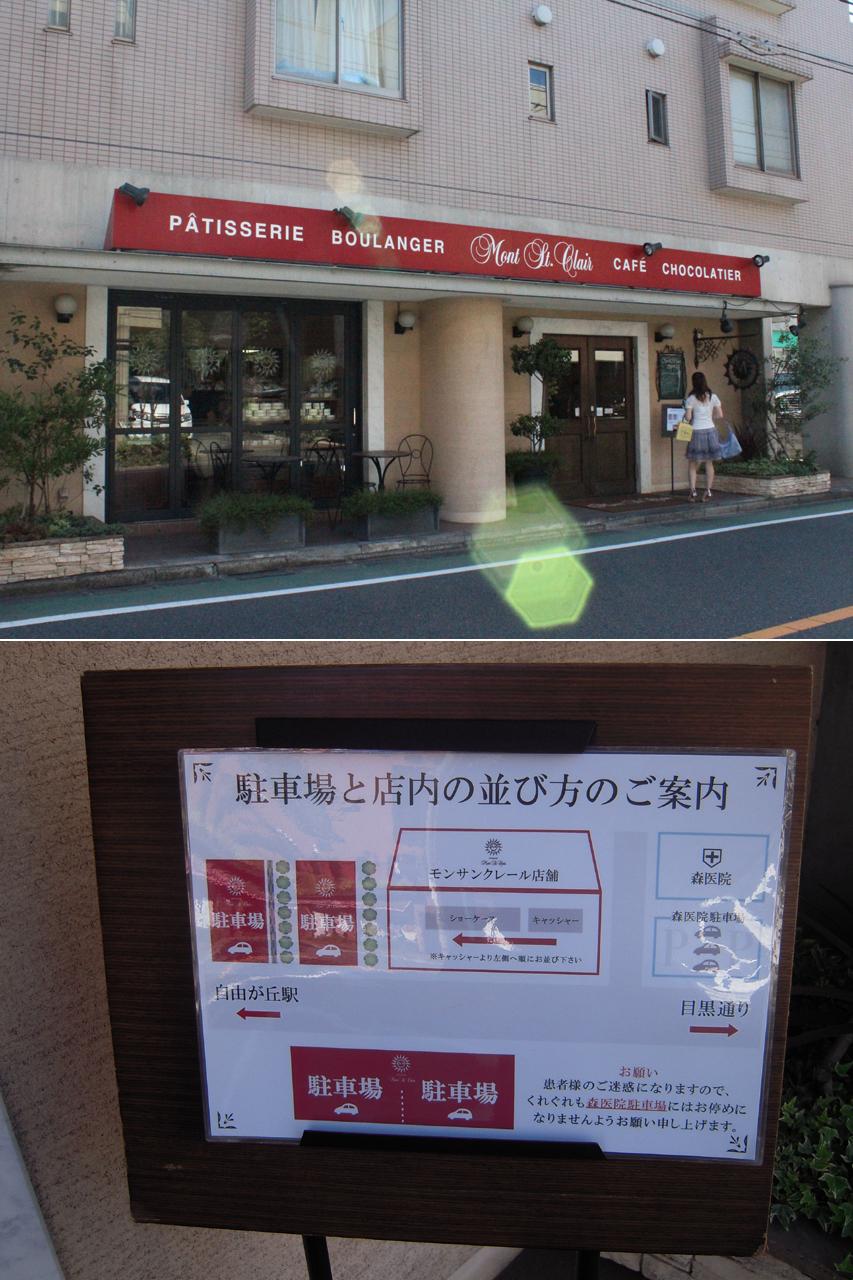 PÂTISSERIE BOULANGER Mont St. Clair CAFÉ CHOCOLATIER
駐車場と店内の並び方のご案内
モンサンクレール店舗
ショーケース キャッシャー
※キャッシャーより左側へ順にお並び下さい
駐車場 駐車場
森医院
森医院駐車場
P P P
自由が丘駅
目黒通り
駐車場 駐車場
お願い
患者様のご迷惑になりますので、
くれぐれも森医院駐車場にはお停めに
なりませんようお願い申し上げます。